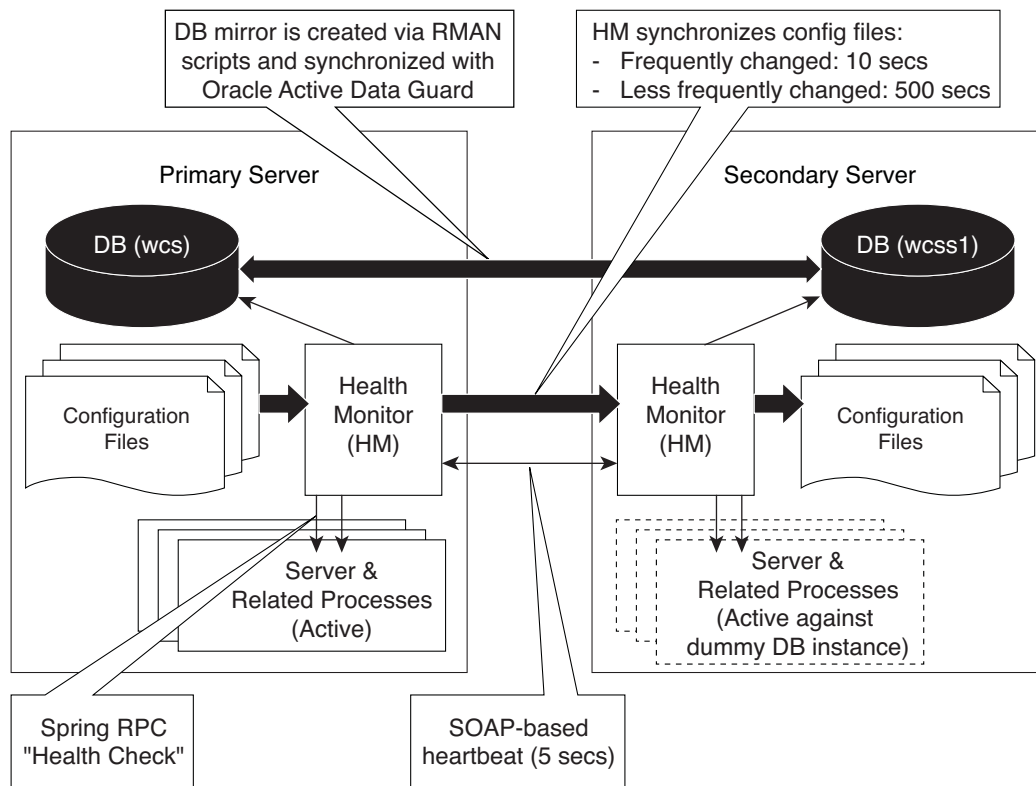 DB mirror is created via RMAN
scripts and synchronized with
Oracle Active Data Guard
HM synchronizes config files:
- Frequently changed: 10 secs
- Less frequently changed: 500 secs
Primary Server
Secondary Server
DB (wcs)
DB (wcss1)
Configuration
Files
Health
Monitor
(HM)
Health
Monitor
(HM)
Configuration
Files
Server &
Related Processes
(Active)
Server &
Related Processes
(Active against
dummy DB instance)
Spring RPC
"Health Check"
SOAP-based
heartbeat (5 secs)